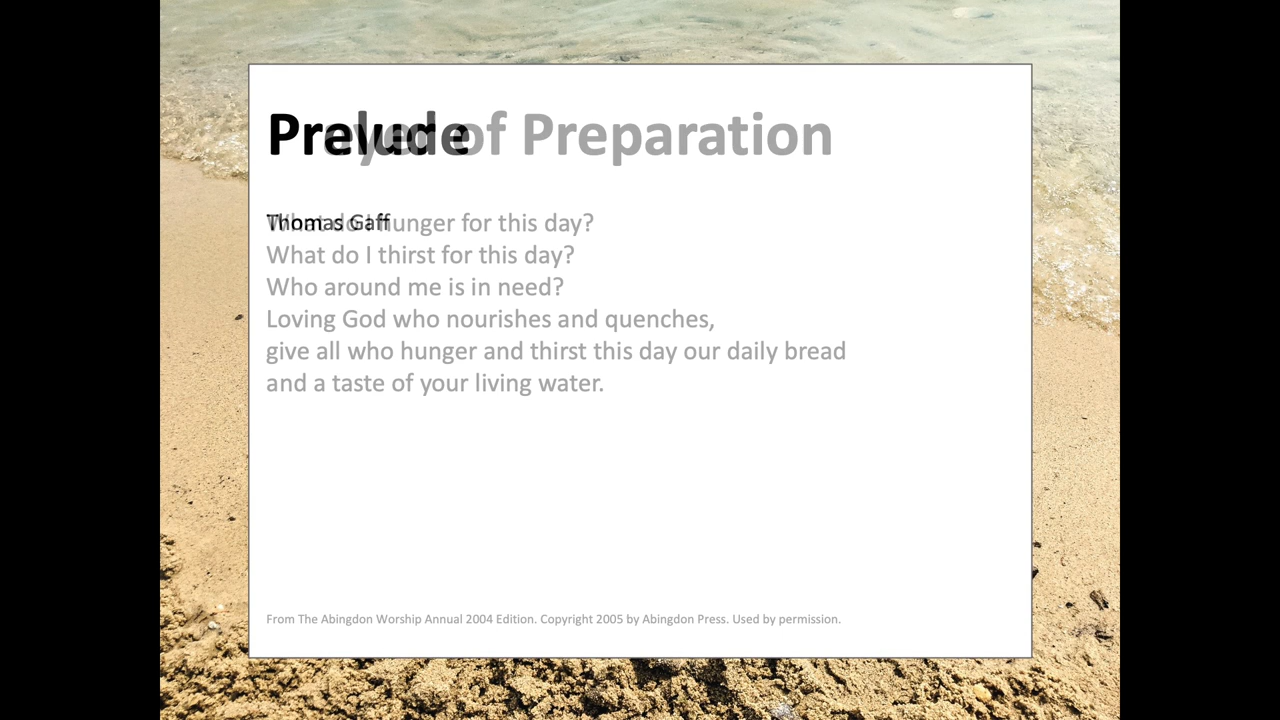 Prelude
Prayer of Preparation
Thomas Gaff
What do I hunger for this day?
What do I thirst for this day?
Who around me is in need?
Loving God who nourishes and quenches,
give all who hunger and thirst this day our daily bread
and a taste of your living water.
From The Abingdon Worship Annual 2004 Edition. Copyright 2005 by Abingdon Press. Used by permission.